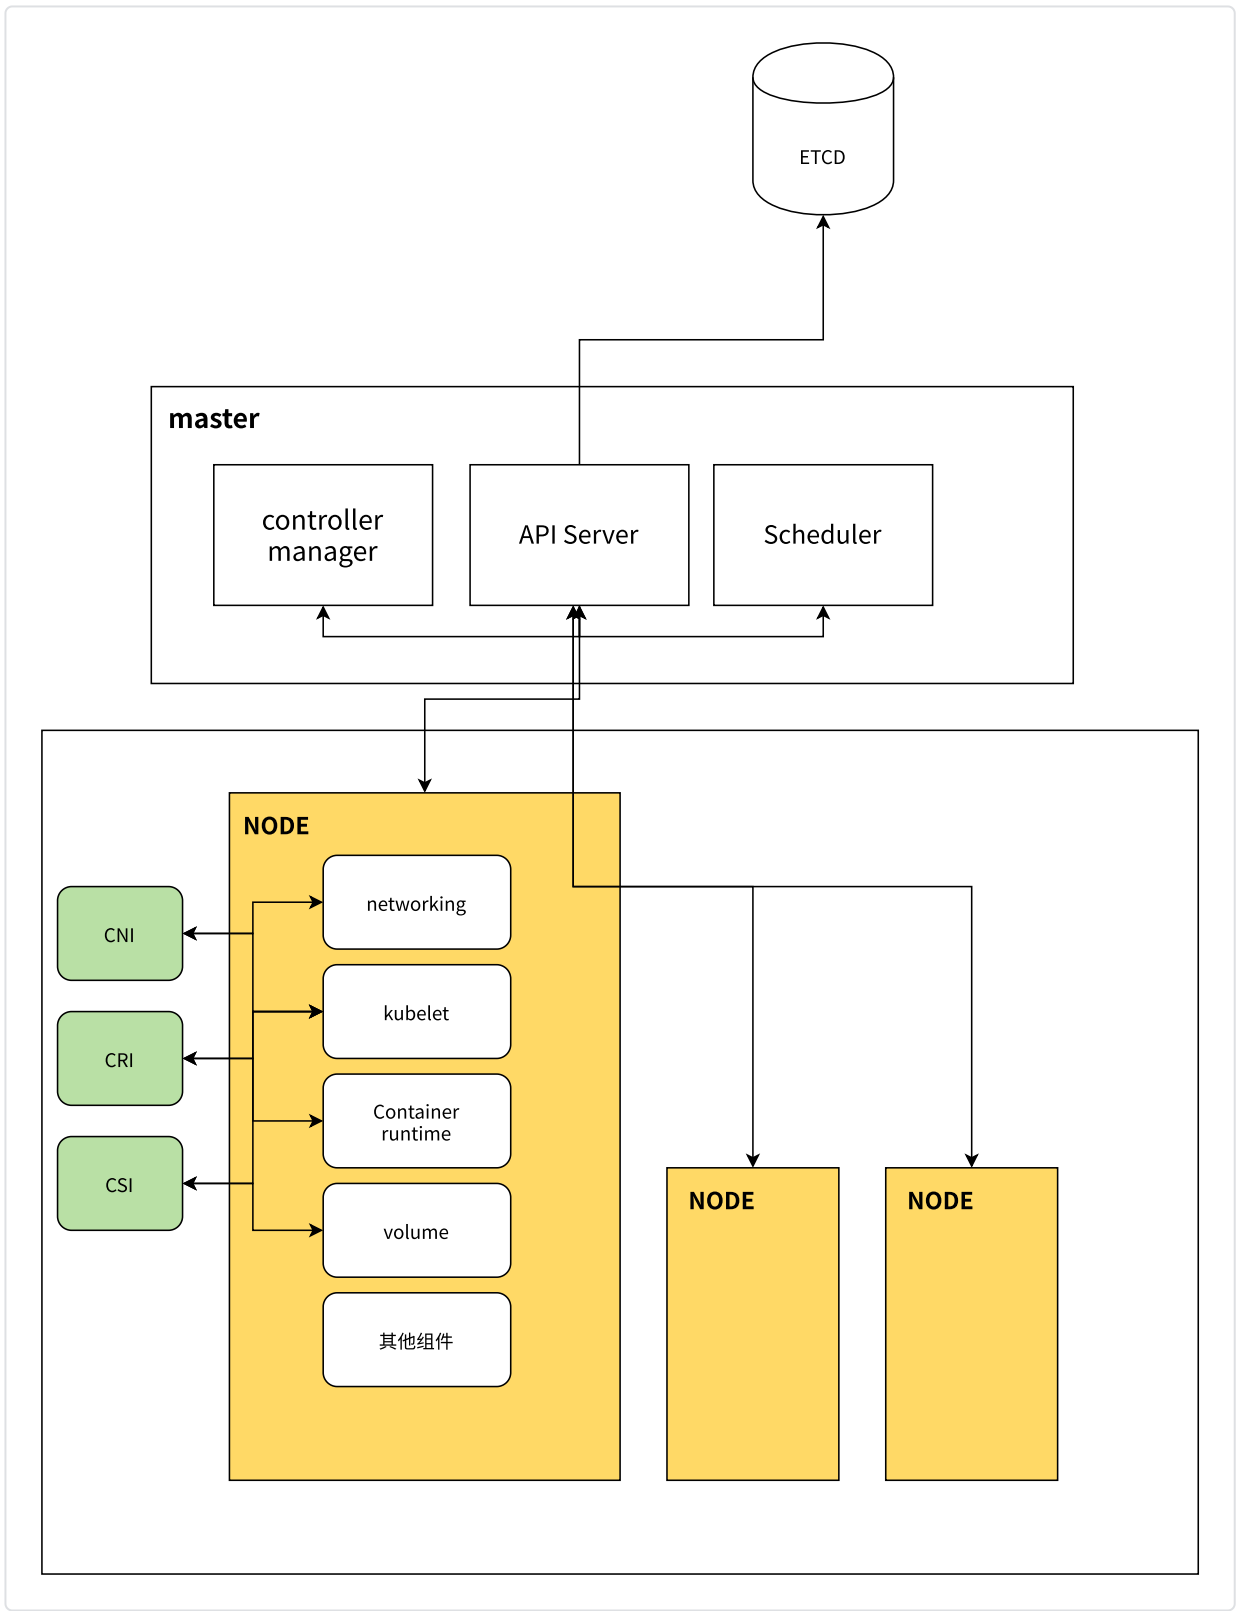 ETCD
master
controller
manager
API Server
Scheduler
NODE
networking
CNI
kubelet
CRI
Container
runtime
CSI
volume
其他组件
NODE
NODE